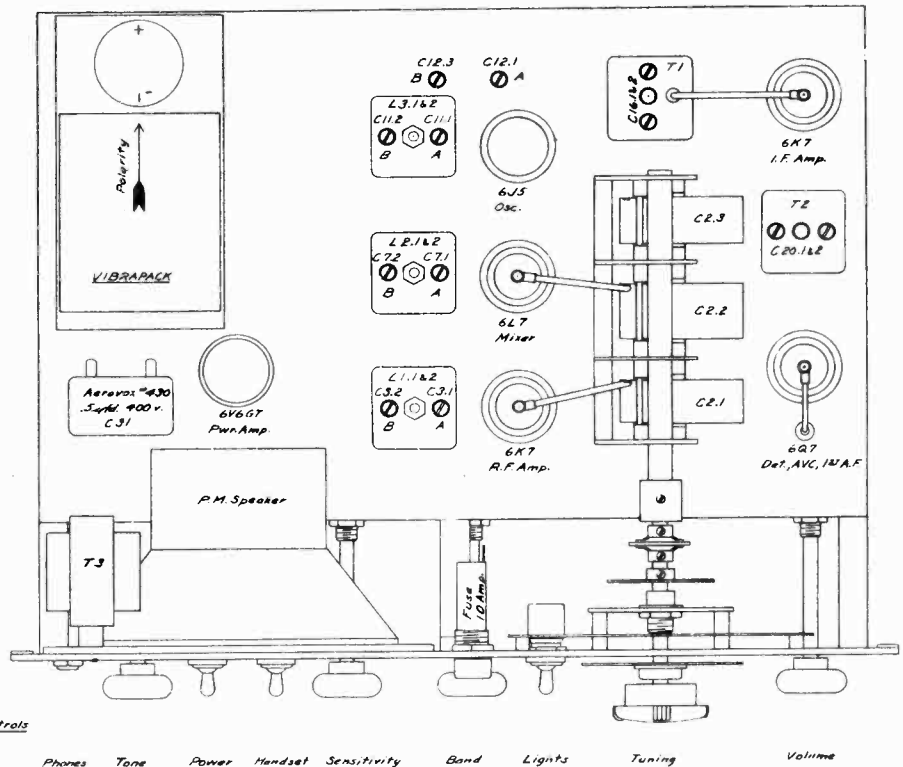 +
-
Polarity
VIBRAPACK
C12.3
B
C12.1
A
L3.1&2
C11.2 C11.1
B A
6J5
Osc.
T1
C16.1&2
6K7
I.F. Amp.
L2.1&2
C7.2 C7.1
B A
6L7
Mixer
C2.3
C2.2
C2.1
T2
C20.1&2
Aerovox #430
.5 mfd. 400 v.
C31
6V6GT
Pwr. Amp.
L1.1&2
C3.2 C3.1
B A
6K7
R.F. Amp.
6Q7
Det., AVC, 1st A.F.
P.M. Speaker
T3
Fuse
10 Amp.
Phones Tone Power Handset Sensitivity Band Lights Tuning Volume